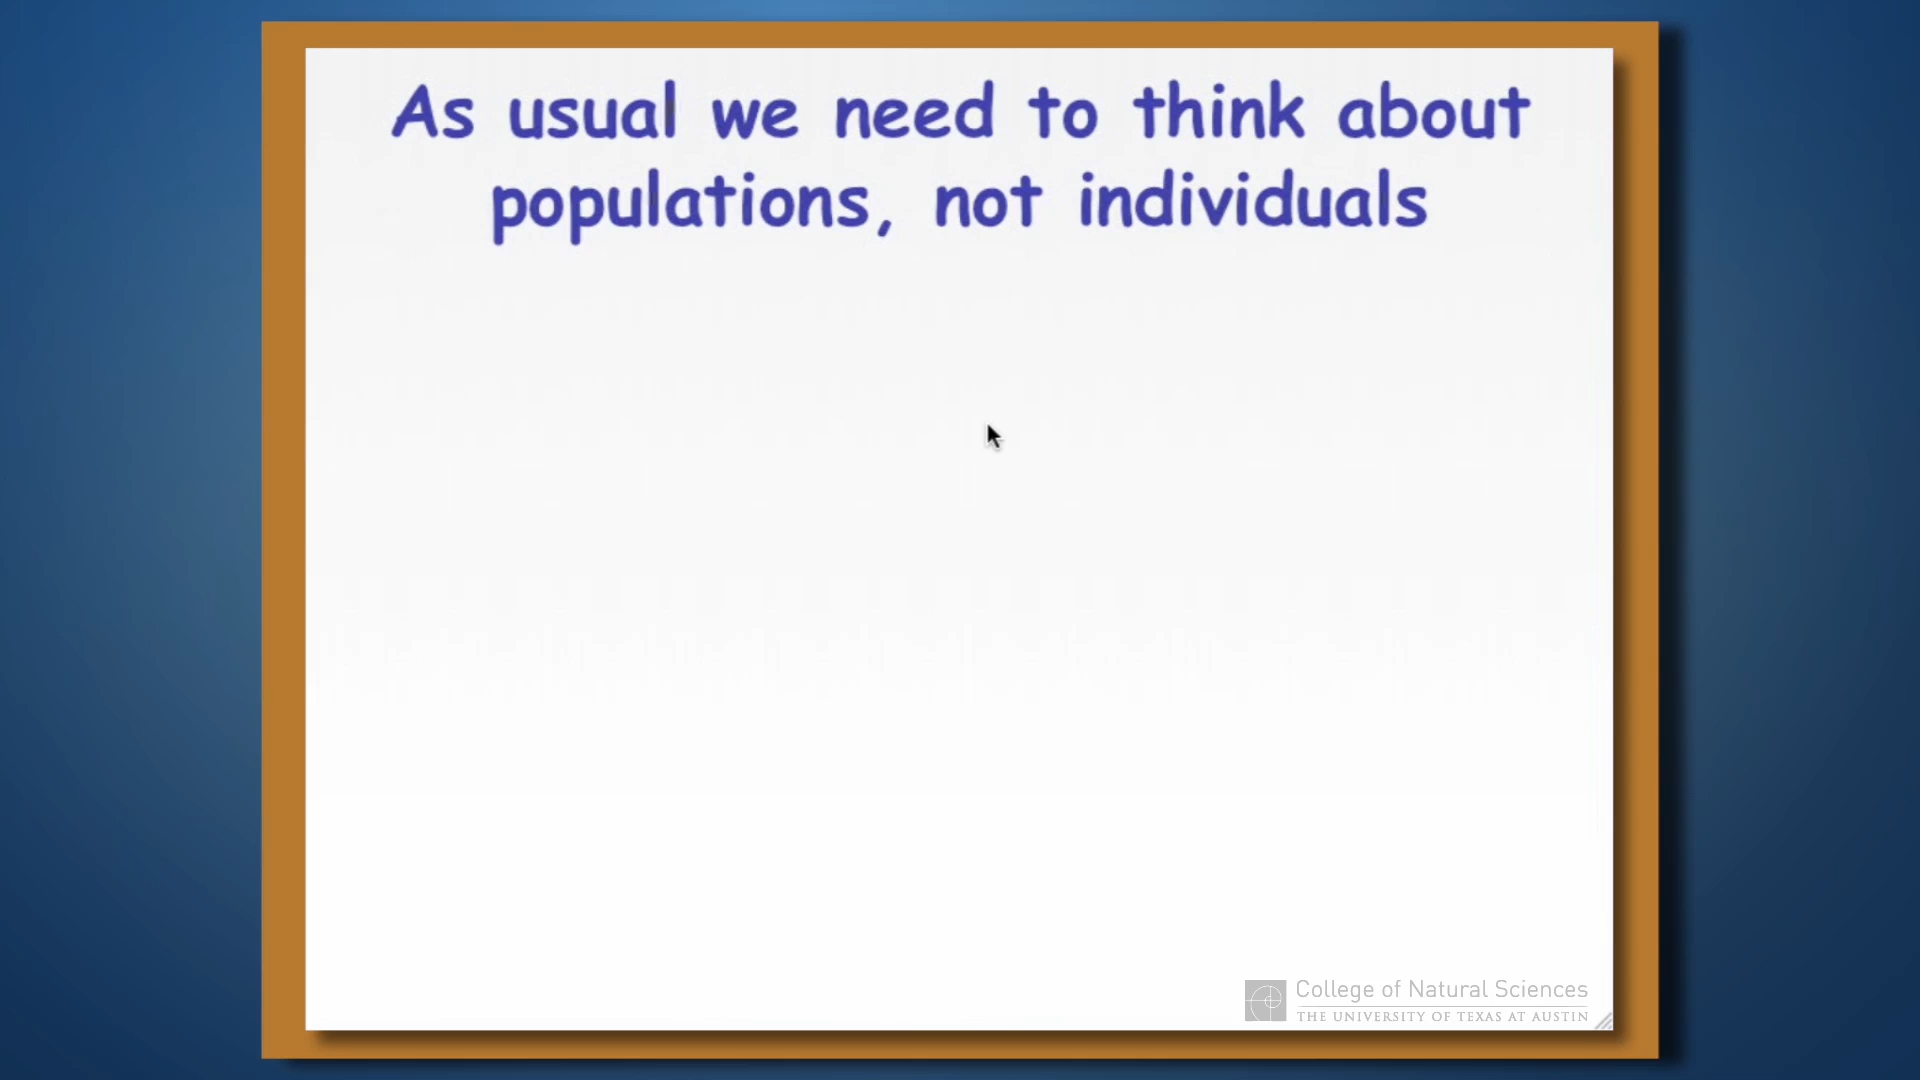 As usual we need to think about
populations, not individuals
College of Natural Sciences
THE UNIVERSITY OF TEXAS AT AUSTIN